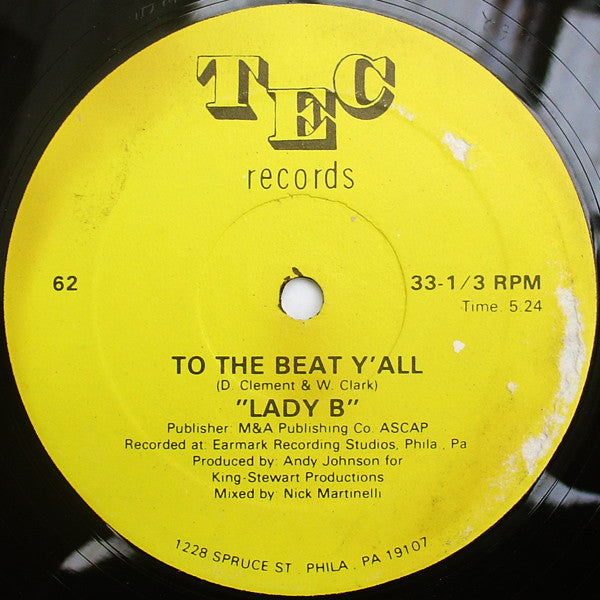 TEC
records
62
33-1/3 RPM
Time: 5.24
TO THE BEAT Y'ALL
(D. Clement & W. Clark)
"LADY B"
Publisher: M&A Publishing Co. ASCAP
Recorded at: Earmark Recording Studios, Phila., Pa
Produced by: Andy Johnson for
King-Stewart Productions
Mixed by: Nick Martinelli
1228 SPRUCE ST. PHILA. PA 19107